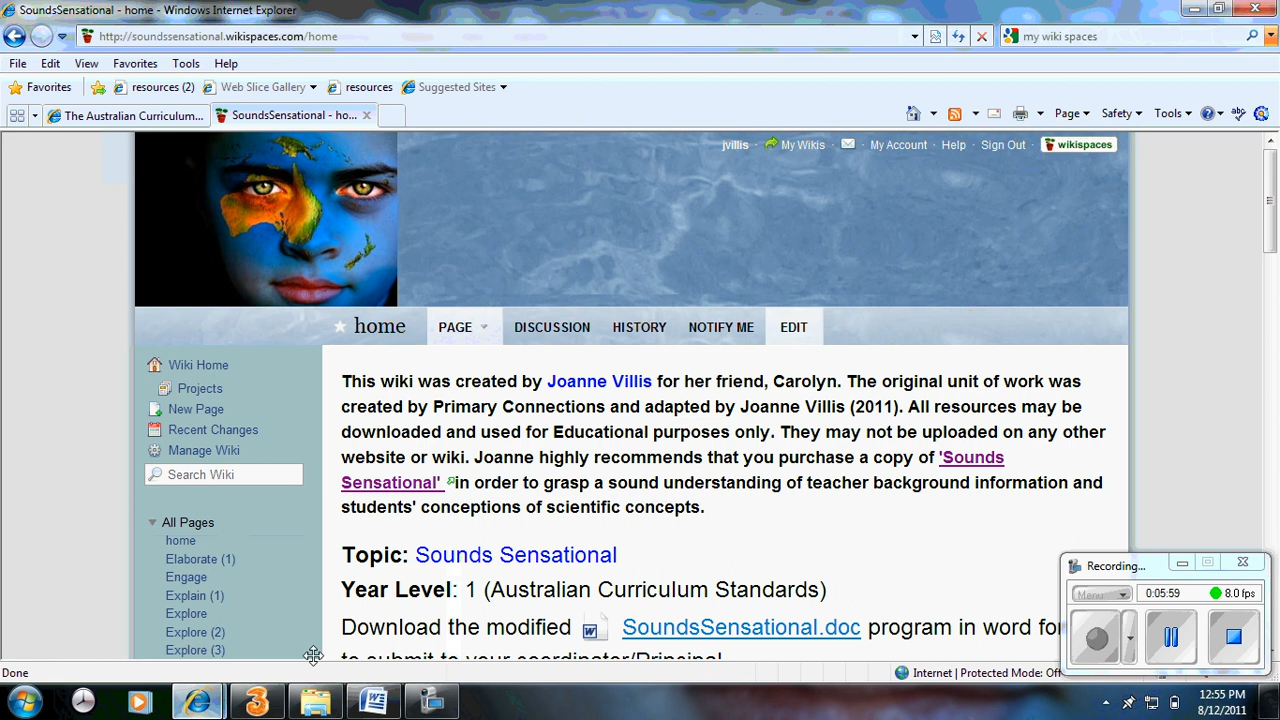 SoundsSensational - home - Windows Internet Explorer
http://soundssensational.wikispaces.com/home
my wiki spaces
File Edit View Favorites Tools Help
Favorites resources (2) Web Slice Gallery resources Suggested Sites
The Australian Curriculum... SoundsSensational - ho... Page Safety Tools
jvillis My Wikis My Account Help Sign Out wikispaces
home PAGE DISCUSSION HISTORY NOTIFY ME EDIT
Wiki Home
Projects
New Page
Recent Changes
Manage Wiki
Search Wiki
All Pages
home
Elaborate (1)
Engage
Explain (1)
Explore
Explore (2)
Explore (3)
This wiki was created by Joanne Villis for her friend, Carolyn. The original unit of work was
created by Primary Connections and adapted by Joanne Villis (2011). All resources may be
downloaded and used for Educational purposes only. They may not be uploaded on any other
website or wiki. Joanne highly recommends that you purchase a copy of 'Sounds
Sensational' in order to grasp a sound understanding of teacher background information and
students' conceptions of scientific concepts.
Topic: Sounds Sensational
Year Level: 1 (Australian Curriculum Standards)
Download the modified SoundsSensational.doc program in word for
to submit to your coordinator/Principal
Recording...
Menu 0:05:59 8.0 fps
Done Internet | Protected Mode: Off
12:55 PM
8/12/2011